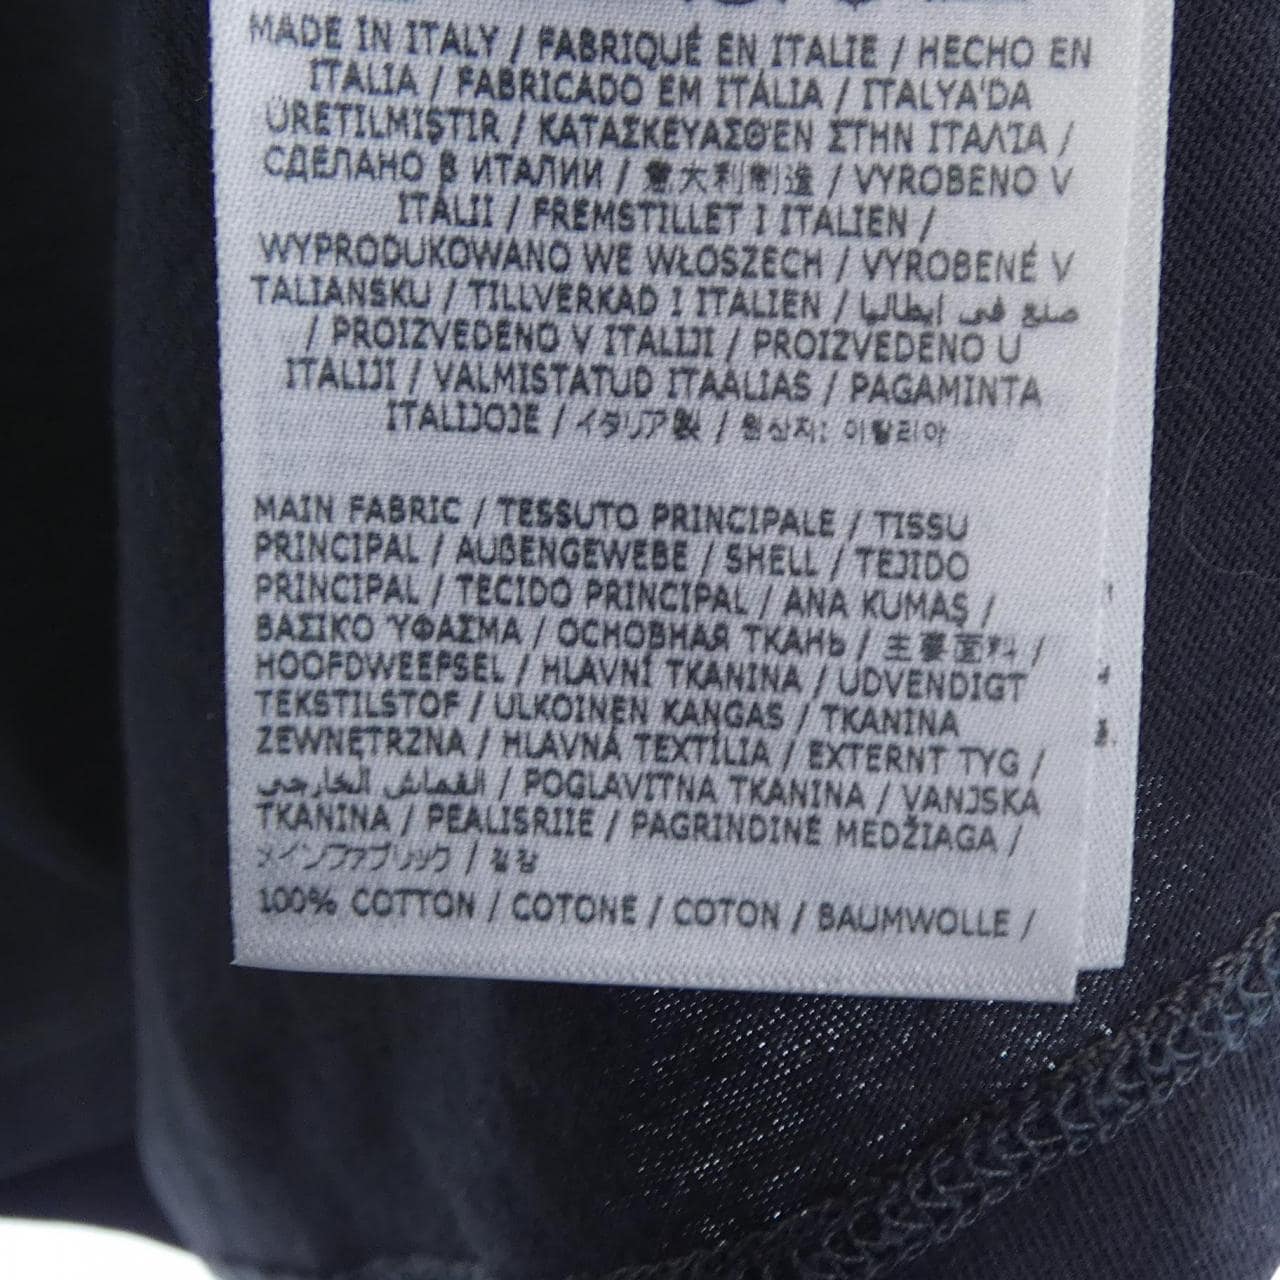 MADE IN ITALY / FABRIQUÉ EN ITALIE / HECHO EN
ITALIA / FABRICADO EM ITÁLIA / ITALYA'DA
ÜRETILMIŞTIR / ΚΑΤΑΣΚΕΥΑΣΘΈΝ ΣΤΗΝ ΙΤΑΛΊΑ /
СДЕЛАНО В ИТАЛИИ / 意大利制造 / VYROBENO V
ITÁLII / FREMSTILLET I ITALIEN /
WYPRODUKOWANO WE WŁOSZECH / VYROBENÉ V
TALIANSKU / TILLVERKAD I ITALIEN / صنع في إيطاليا
/ PROIZVEDENO V ITALIJI / PROIZVEDENO U
ITALIJI / VALMISTATUD ITAALIAS / PAGAMINTA
ITALIJOJE / イタリア製 / 원산지: 이탈리아
MAIN FABRIC / TESSUTO PRINCIPALE / TISSU
PRINCIPAL / AUßENGEWEBE / SHELL / TEJIDO
PRINCIPAL / TECIDO PRINCIPAL / ANA KUMAŞ /
ΒΑΣΙΚΟ ΎΦΑΣΜΑ / ОСНОВНАЯ ТКАНЬ / 主要面料 /
HOOFDWEEFSEL / HLAVNÍ TKANINA / UDVENDIGT
TEKSTILSTOF / ULKOINEN KANGAS / TKANINA
ZEWNĘTRZNA / HLAVNÁ TEXTÍLIA / EXTERNT TYG /
القماش الخارجي / POGLAVITNA TKANINA / VANJSKA
TKANINA / PEALISRIIE / PAGRINDINĖ MEDŽIAGA /
メインファブリック / 겉감
100% COTTON / COTONE / COTON / BAUMWOLLE /